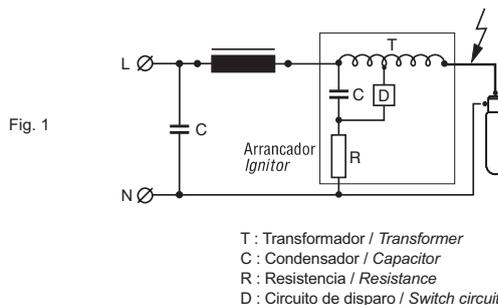 T
L
C
D
C
Fig. 1
Arrancador
Ignitor
R
N
T : Transformador / Transformer
C : Condensador / Capacitor
R : Resistencia / Resistance
D : Circuito de disparo / Switch circuit